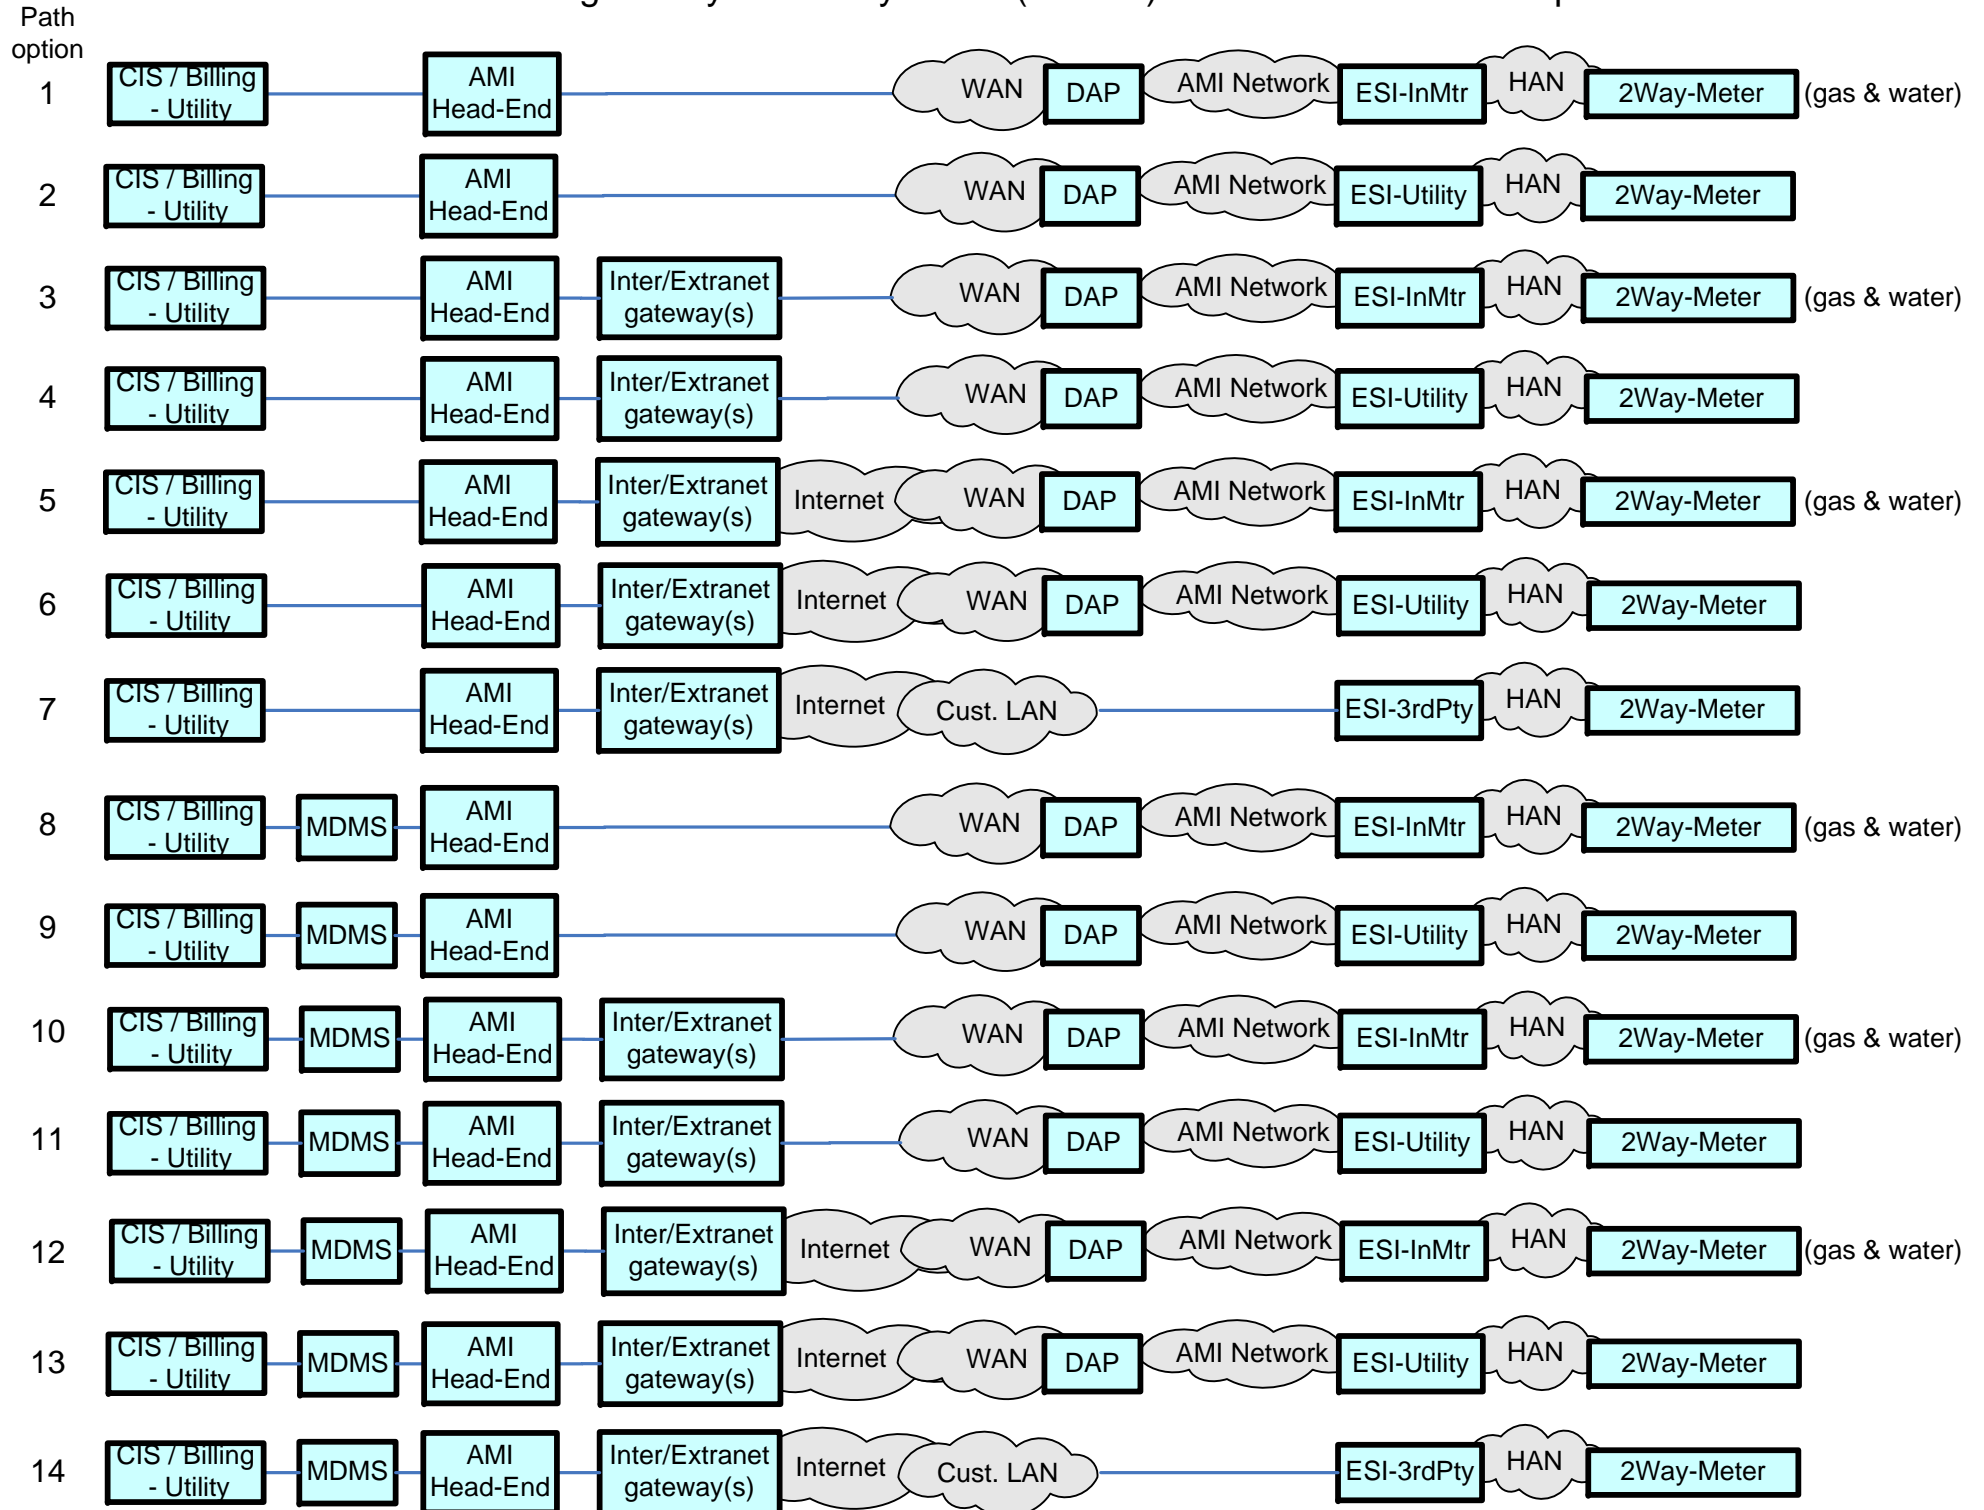 Path
option
1
CIS / Billing
- Utility
AMI
Head-End
WAN
DAP
AMI Network
ESI-InMtr
HAN
2Way-Meter
(gas & water)
2
CIS / Billing
- Utility
AMI
Head-End
WAN
DAP
AMI Network
ESI-Utility
HAN
2Way-Meter
3
CIS / Billing
- Utility
AMI
Head-End
Inter/Extranet
gateway(s)
WAN
DAP
AMI Network
ESI-InMtr
HAN
2Way-Meter
(gas & water)
4
CIS / Billing
- Utility
AMI
Head-End
Inter/Extranet
gateway(s)
WAN
DAP
AMI Network
ESI-Utility
HAN
2Way-Meter
5
CIS / Billing
- Utility
AMI
Head-End
Inter/Extranet
gateway(s)
Internet
WAN
DAP
AMI Network
ESI-InMtr
HAN
2Way-Meter
(gas & water)
6
CIS / Billing
- Utility
AMI
Head-End
Inter/Extranet
gateway(s)
Internet
WAN
DAP
AMI Network
ESI-Utility
HAN
2Way-Meter
7
CIS / Billing
- Utility
AMI
Head-End
Inter/Extranet
gateway(s)
Internet
Cust. LAN
ESI-3rdPty
HAN
2Way-Meter
8
CIS / Billing
- Utility
MDMS
AMI
Head-End
WAN
DAP
AMI Network
ESI-InMtr
HAN
2Way-Meter
(gas & water)
9
CIS / Billing
- Utility
MDMS
AMI
Head-End
WAN
DAP
AMI Network
ESI-Utility
HAN
2Way-Meter
10
CIS / Billing
- Utility
MDMS
AMI
Head-End
Inter/Extranet
gateway(s)
WAN
DAP
AMI Network
ESI-InMtr
HAN
2Way-Meter
(gas & water)
11
CIS / Billing
- Utility
MDMS
AMI
Head-End
Inter/Extranet
gateway(s)
WAN
DAP
AMI Network
ESI-Utility
HAN
2Way-Meter
12
CIS / Billing
- Utility
MDMS
AMI
Head-End
Inter/Extranet
gateway(s)
Internet
WAN
DAP
AMI Network
ESI-InMtr
HAN
2Way-Meter
(gas & water)
13
CIS / Billing
- Utility
MDMS
AMI
Head-End
Inter/Extranet
gateway(s)
Internet
WAN
DAP
AMI Network
ESI-Utility
HAN
2Way-Meter
14
CIS / Billing
- Utility
MDMS
AMI
Head-End
Inter/Extranet
gateway(s)
Internet
Cust. LAN
ESI-3rdPty
HAN
2Way-Meter